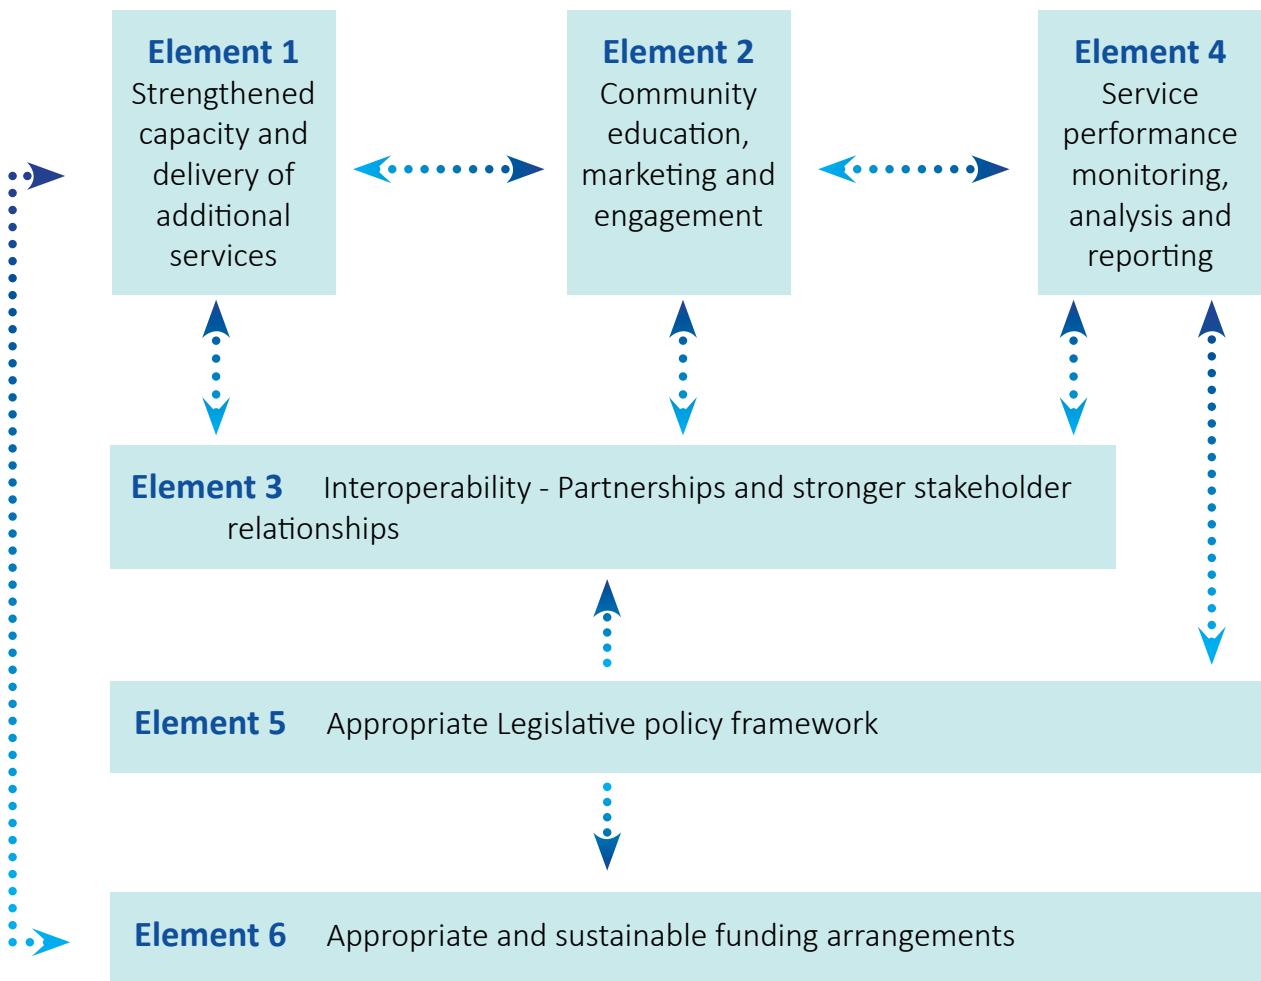 Element 1
Strengthened
capacity and
delivery of
additional
services
Element 2
Community
education,
marketing and
engagement
Element 4
Service
performance
monitoring,
analysis and
reporting
Element 3 Interoperability - Partnerships and stronger stakeholder
relationships
Element 5 Appropriate Legislative policy framework
Element 6 Appropriate and sustainable funding arrangements